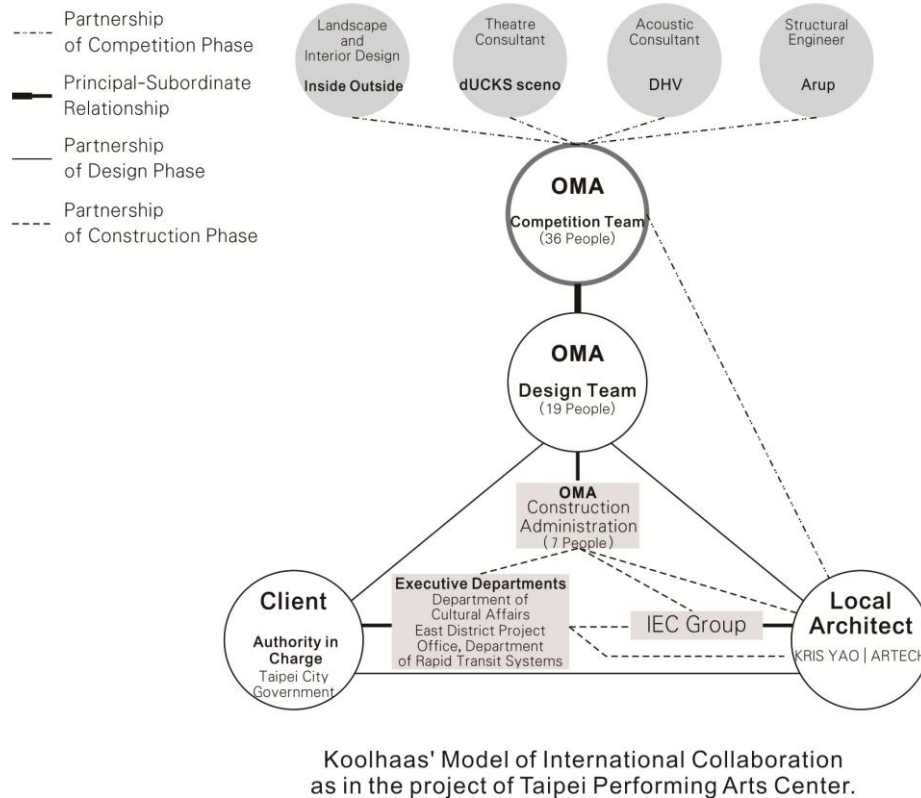 Partnership
of Competition Phase
Principal-Subordinate
Relationship
Partnership
of Design Phase
Partnership
of Construction Phase
Landscape
and
Interior Design
Inside Outside
Theatre
Consultant
dUCKS sceno
Acoustic
Consultant
DHV
Structural
Engineer
Arup
OMA
Competition Team
(36 People)
OMA
Design Team
(19 People)
OMA
Construction
Administration
(7 People)
Client
Authority in
Charge
Taipei City
Government
Executive Departments
Department of
Cultural Affairs
East District Project
Office, Department
of Rapid Transit Systems
IEC Group
Local
Architect
KRIS YAO | ARTECH
Koolhaas' Model of International Collaboration
as in the project of Taipei Performing Arts Center.